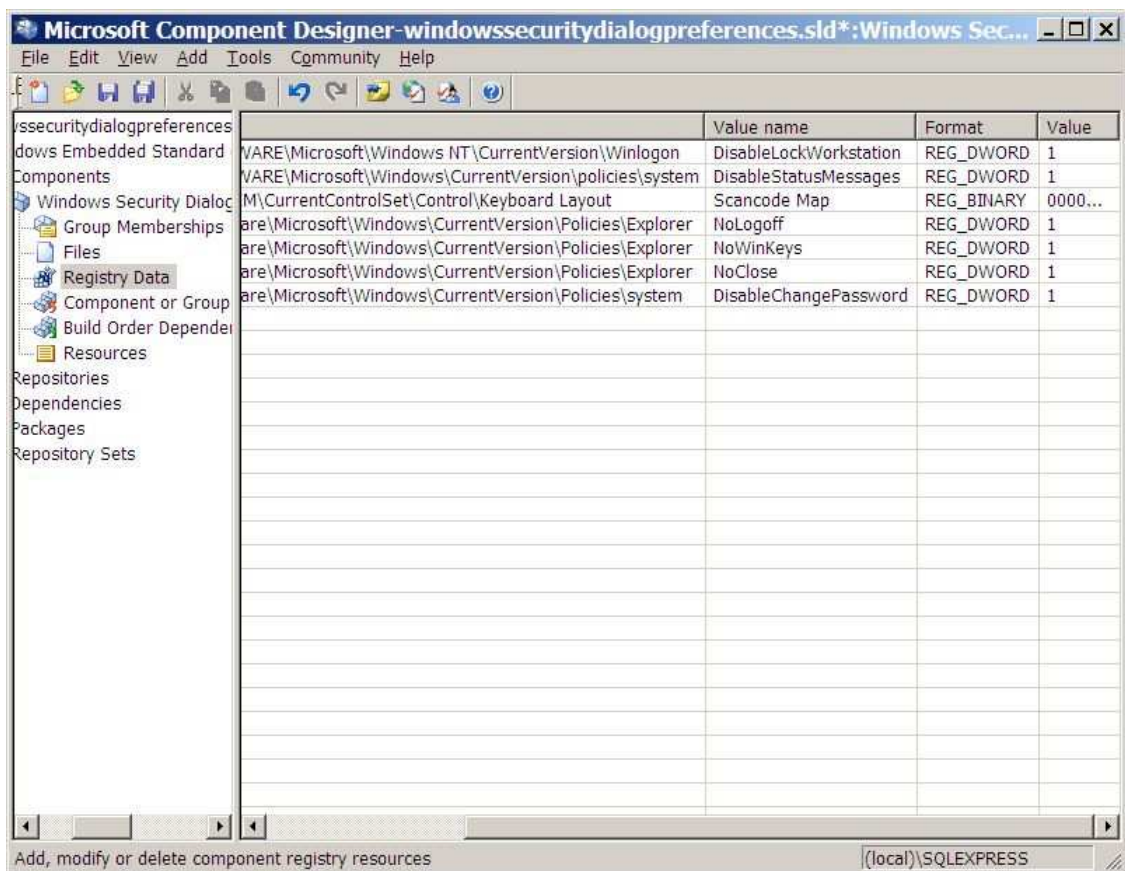 Microsoft Component Designer-windowssecuritydialogpreferences.sld*:Windows Sec...
File Edit View Add Tools Community Help
Value name Format Value
VARE\Microsoft\Windows NT\CurrentVersion\Winlogon DisableLockWorkstation REG_DWORD 1
VARE\Microsoft\Windows\CurrentVersion\policies\system DisableStatusMessages REG_DWORD 1
M\CurrentControlSet\Control\Keyboard Layout Scancode Map REG_BINARY 0000...
are\Microsoft\Windows\CurrentVersion\Policies\Explorer NoLogoff REG_DWORD 1
are\Microsoft\Windows\CurrentVersion\Policies\Explorer NoWinKeys REG_DWORD 1
are\Microsoft\Windows\CurrentVersion\Policies\Explorer NoClose REG_DWORD 1
are\Microsoft\Windows\CurrentVersion\Policies\system DisableChangePassword REG_DWORD 1
ssecuritydialogpreferences
dows Embedded Standard
Components
Windows Security Dialog
Group Memberships
Files
Registry Data
Component or Group
Build Order Depender
Resources
Repositories
Dependencies
Packages
Repository Sets
Add, modify or delete component registry resources (local)\SQLEXPRESS